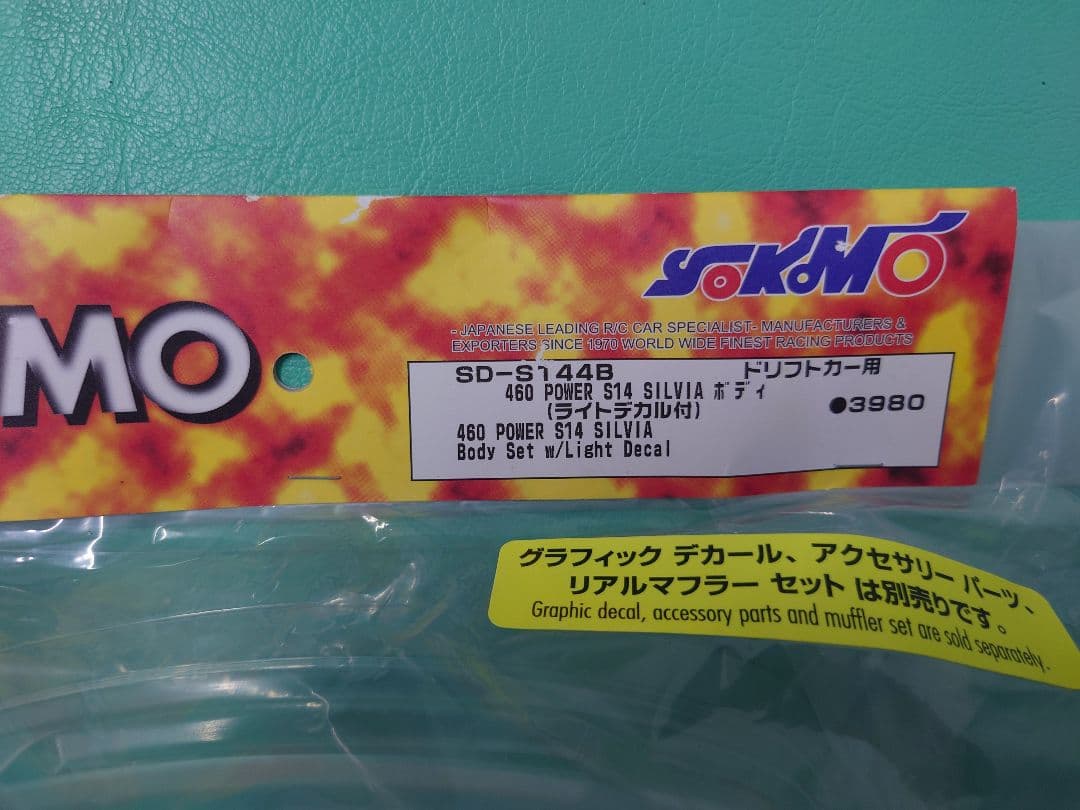 YOKOMO
MO
- JAPANESE LEADING R/C CAR SPECIALIST- MANUFACTURERS &
EXPORTERS SINCE 1970 WORLD WIDE FINEST RACING PRODUCTS
SD-S144B ドリフトカー用
460 POWER S14 SILVIA ボディ
(ライトデカル付) ●3980
460 POWER S14 SILVIA
Body Set w/Light Decal
グラフィック デカール、アクセサリー パーツ、
リアルマフラー セット は別売りです。
Graphic decal, accessory parts and muffler set are sold separately.